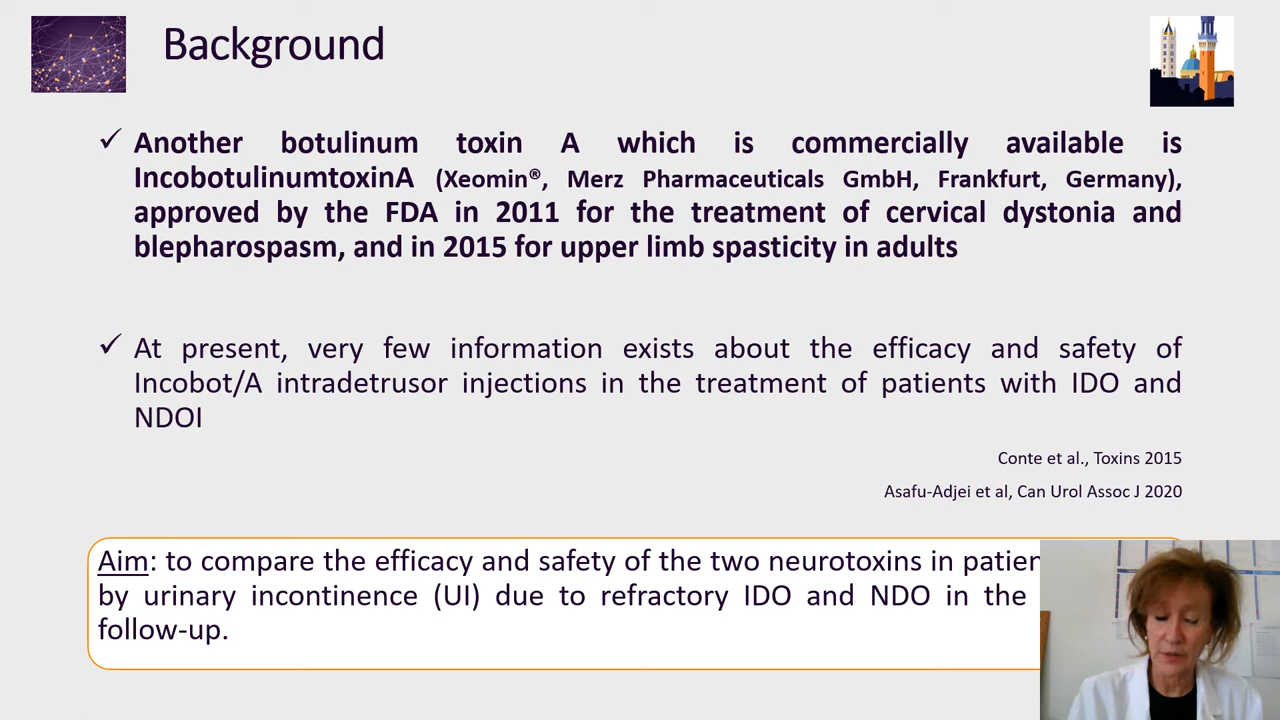 Background
✓ Another botulinum toxin A which is commercially available is
IncobotulinumtoxinA (Xeomin®, Merz Pharmaceuticals GmbH, Frankfurt, Germany),
approved by the FDA in 2011 for the treatment of cervical dystonia and
blepharospasm, and in 2015 for upper limb spasticity in adults
✓ At present, very few information exists about the efficacy and safety of
Incobot/A intradetrusor injections in the treatment of patients with IDO and
NDOI
Conte et al., Toxins 2015
Asafu-Adjei et al, Can Urol Assoc J 2020
Aim: to compare the efficacy and safety of the two neurotoxins in
by urinary incontinence (UI) due to refractory IDO and NDO in the
follow-up.